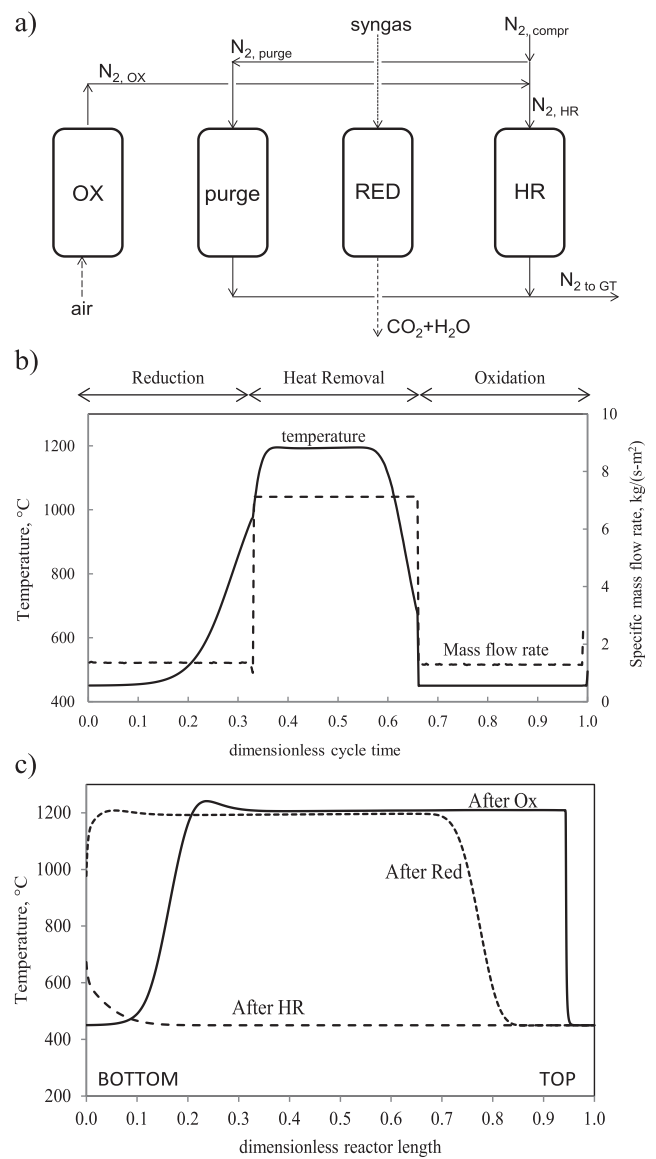 a)
syngas
N2, compr
N2, purge
N2, OX
N2, HR
OX
purge
RED
HR
air
N2 to GT
CO2+H2O
b)
Reduction
Heat Removal
Oxidation
temperature
Mass flow rate
Temperature, °C
1200
1000
800
600
400
Specific mass flow rate, kg/(s-m2)
10
8
6
4
2
0
0.0 0.1 0.2 0.3 0.4 0.5 0.6 0.7 0.8 0.9 1.0
dimensionless cycle time
c)
After Ox
After Red
After HR
BOTTOM
TOP
Temperature, °C
1200
1000
800
600
400
200
0.0 0.1 0.2 0.3 0.4 0.5 0.6 0.7 0.8 0.9 1.0
dimensionless reactor length